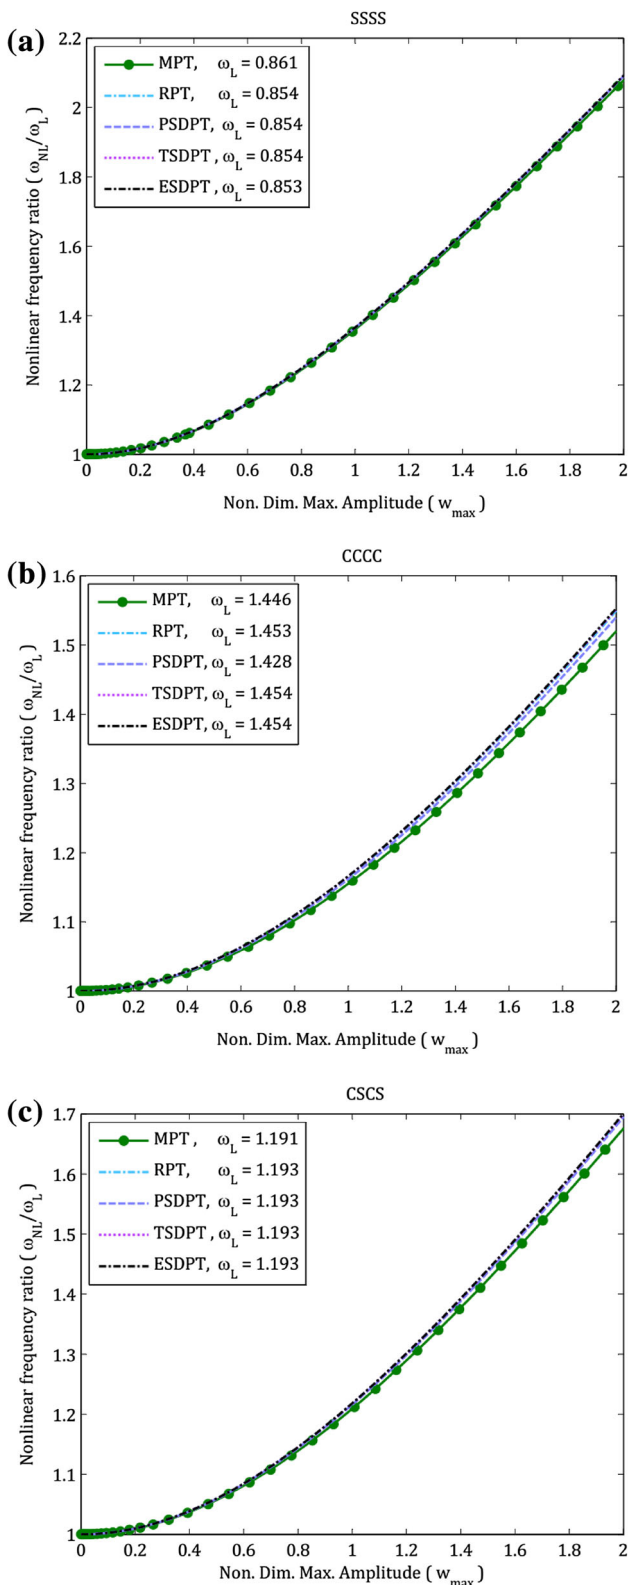 SSSS
(a)
MPT, ω_L = 0.861
RPT, ω_L = 0.854
PSDPT, ω_L = 0.854
TSDPT, ω_L = 0.854
ESDPT , ω_L = 0.853
Nonlinear frequency ratio ( ω_NL/ω_L )
2.2
2
1.8
1.6
1.4
1.2
1
0 0.2 0.4 0.6 0.8 1 1.2 1.4 1.6 1.8 2
Non. Dim. Max. Amplitude ( w_max )
CCCC
(b)
MPT, ω_L = 1.446
RPT, ω_L = 1.453
PSDPT, ω_L = 1.428
TSDPT, ω_L = 1.454
ESDPT, ω_L = 1.454
Nonlinear frequency ratio ( ω_NL/ω_L )
1.6
1.5
1.4
1.3
1.2
1.1
1
0 0.2 0.4 0.6 0.8 1 1.2 1.4 1.6 1.8 2
Non. Dim. Max. Amplitude ( w_max )
CSCS
(c)
MPT , ω_L = 1.191
RPT, ω_L = 1.193
PSDPT, ω_L = 1.193
TSDPT , ω_L = 1.193
ESDPT, ω_L = 1.193
Nonlinear frequency ratio ( ω_NL/ω_L )
1.7
1.6
1.5
1.4
1.3
1.2
1.1
1
0 0.2 0.4 0.6 0.8 1 1.2 1.4 1.6 1.8 2
Non. Dim. Max. Amplitude ( w_max )